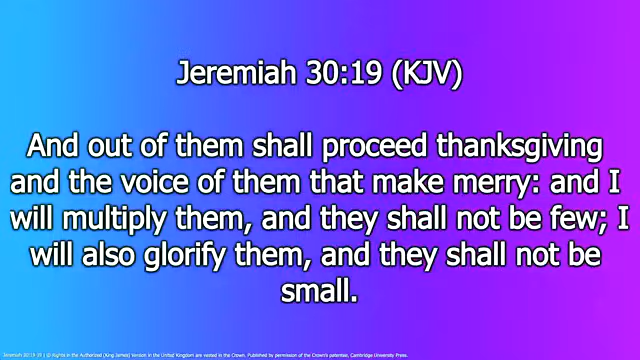 Jeremiah 30:19 (KJV)
And out of them shall proceed thanksgiving
and the voice of them that make merry: and I
will multiply them, and they shall not be few; I
will also glorify them, and they shall not be
small.
Jeremiah 30:19-19 | © Rights in the Authorized (King James) Version in the United Kingdom are vested in the Crown. Published by permission of the Crown's patentee, Cambridge University Press.